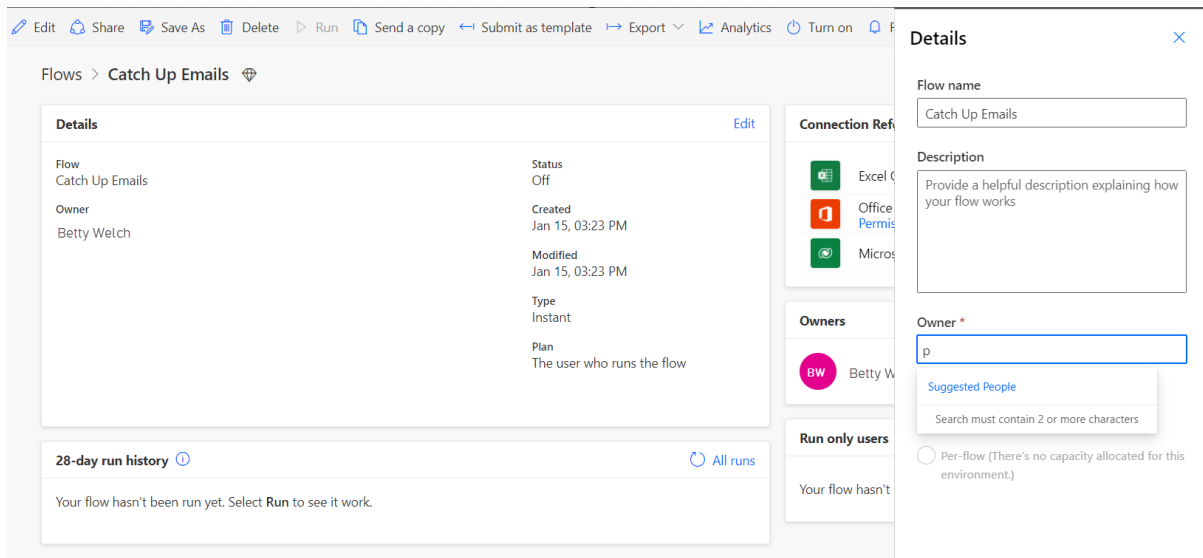 Edit Share Save As Delete Run Send a copy Submit as template Export Analytics Turn on
Flows > Catch Up Emails
Details Edit
Flow
Catch Up Emails
Owner
Betty Welch
Status
Off
Created
Jan 15, 03:23 PM
Modified
Jan 15, 03:23 PM
Type
Instant
Plan
The user who runs the flow
28-day run history All runs
Your flow hasn't been run yet. Select Run to see it work.
Connection Ref
Excel
Office
Permis
Micros
Owners
BW Betty W
Run only users
Your flow hasn't
Details
Flow name
Catch Up Emails
Description
Provide a helpful description explaining how
your flow works
Owner *
p
Suggested People
Search must contain 2 or more characters
Per-flow (There's no capacity allocated for this
environment.)